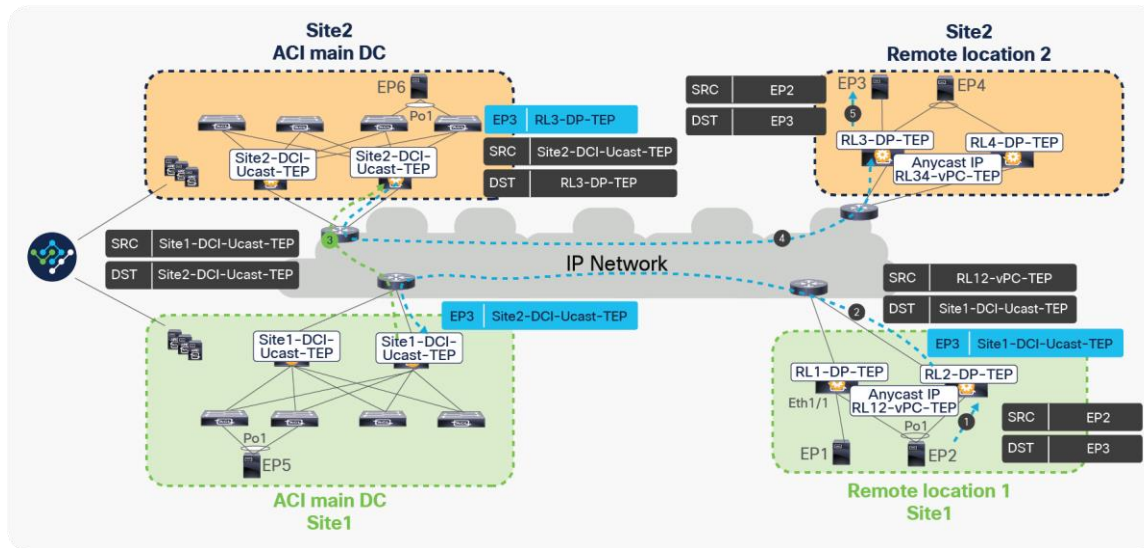 Site2
ACI main DC
EP6
Po1
Site2-DCI-
Ucast-TEP
Site2-DCI-
Ucast-TEP
EP3 RL3-DP-TEP
SRC Site2-DCI-Ucast-TEP
DST RL3-DP-TEP
Site2
Remote location 2
SRC EP2
DST EP3
EP3
EP4
5
RL3-DP-TEP
RL4-DP-TEP
Anycast IP
RL34-vPC-TEP
SRC Site1-DCI-Ucast-TEP
DST Site2-DCI-Ucast-TEP
3
4
IP Network
EP3 Site2-DCI-Ucast-TEP
SRC RL12-vPC-TEP
DST Site1-DCI-Ucast-TEP
2
EP3 Site1-DCI-Ucast-TEP
Site1-DCI-
Ucast-TEP
Site1-DCI-
Ucast-TEP
Po1
EP5
ACI main DC
Site1
RL1-DP-TEP
RL2-DP-TEP
Eth1/1
Anycast IP
RL12-vPC-TEP
Po1
1
EP1
EP2
SRC EP2
DST EP3
Remote location 1
Site1